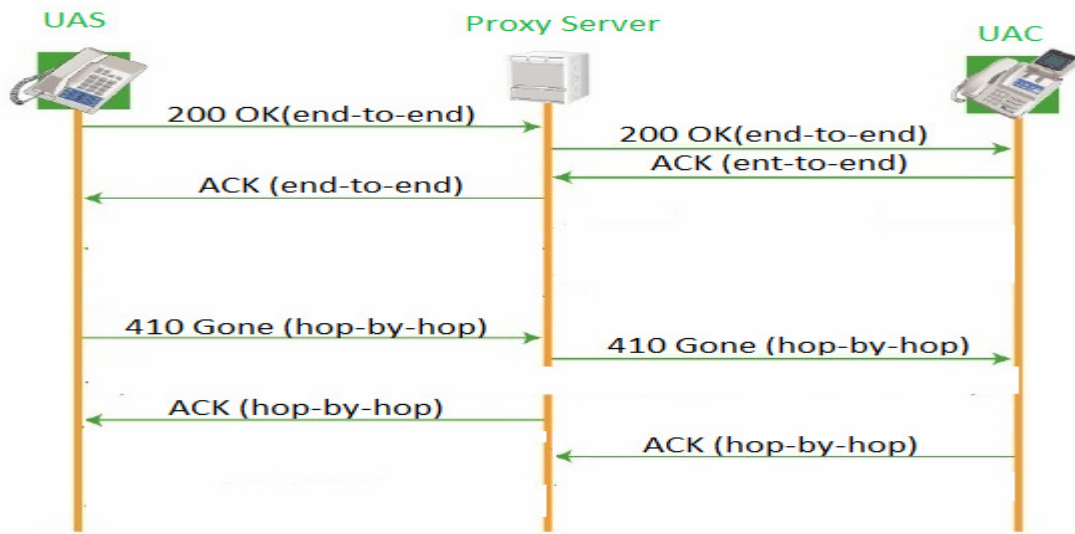 UAS
Proxy Server
UAC
200 OK(end-to-end)
200 OK(end-to-end)
ACK (ent-to-end)
ACK (end-to-end)
410 Gone (hop-by-hop)
410 Gone (hop-by-hop)
ACK (hop-by-hop)
ACK (hop-by-hop)